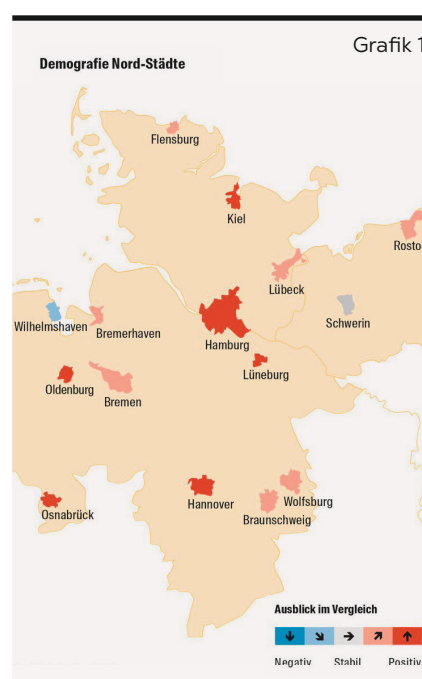 Grafik 1
Demografie Nord-Städte
Flensburg
Kiel
Rosto
Lübeck
Schwerin
Wilhelmshaven
Bremerhaven
Hamburg
Lüneburg
Oldenburg
Bremen
Osnabrück
Hannover
Wolfsburg
Braunschweig
Ausblick im Vergleich
Negativ Stabil Positiv